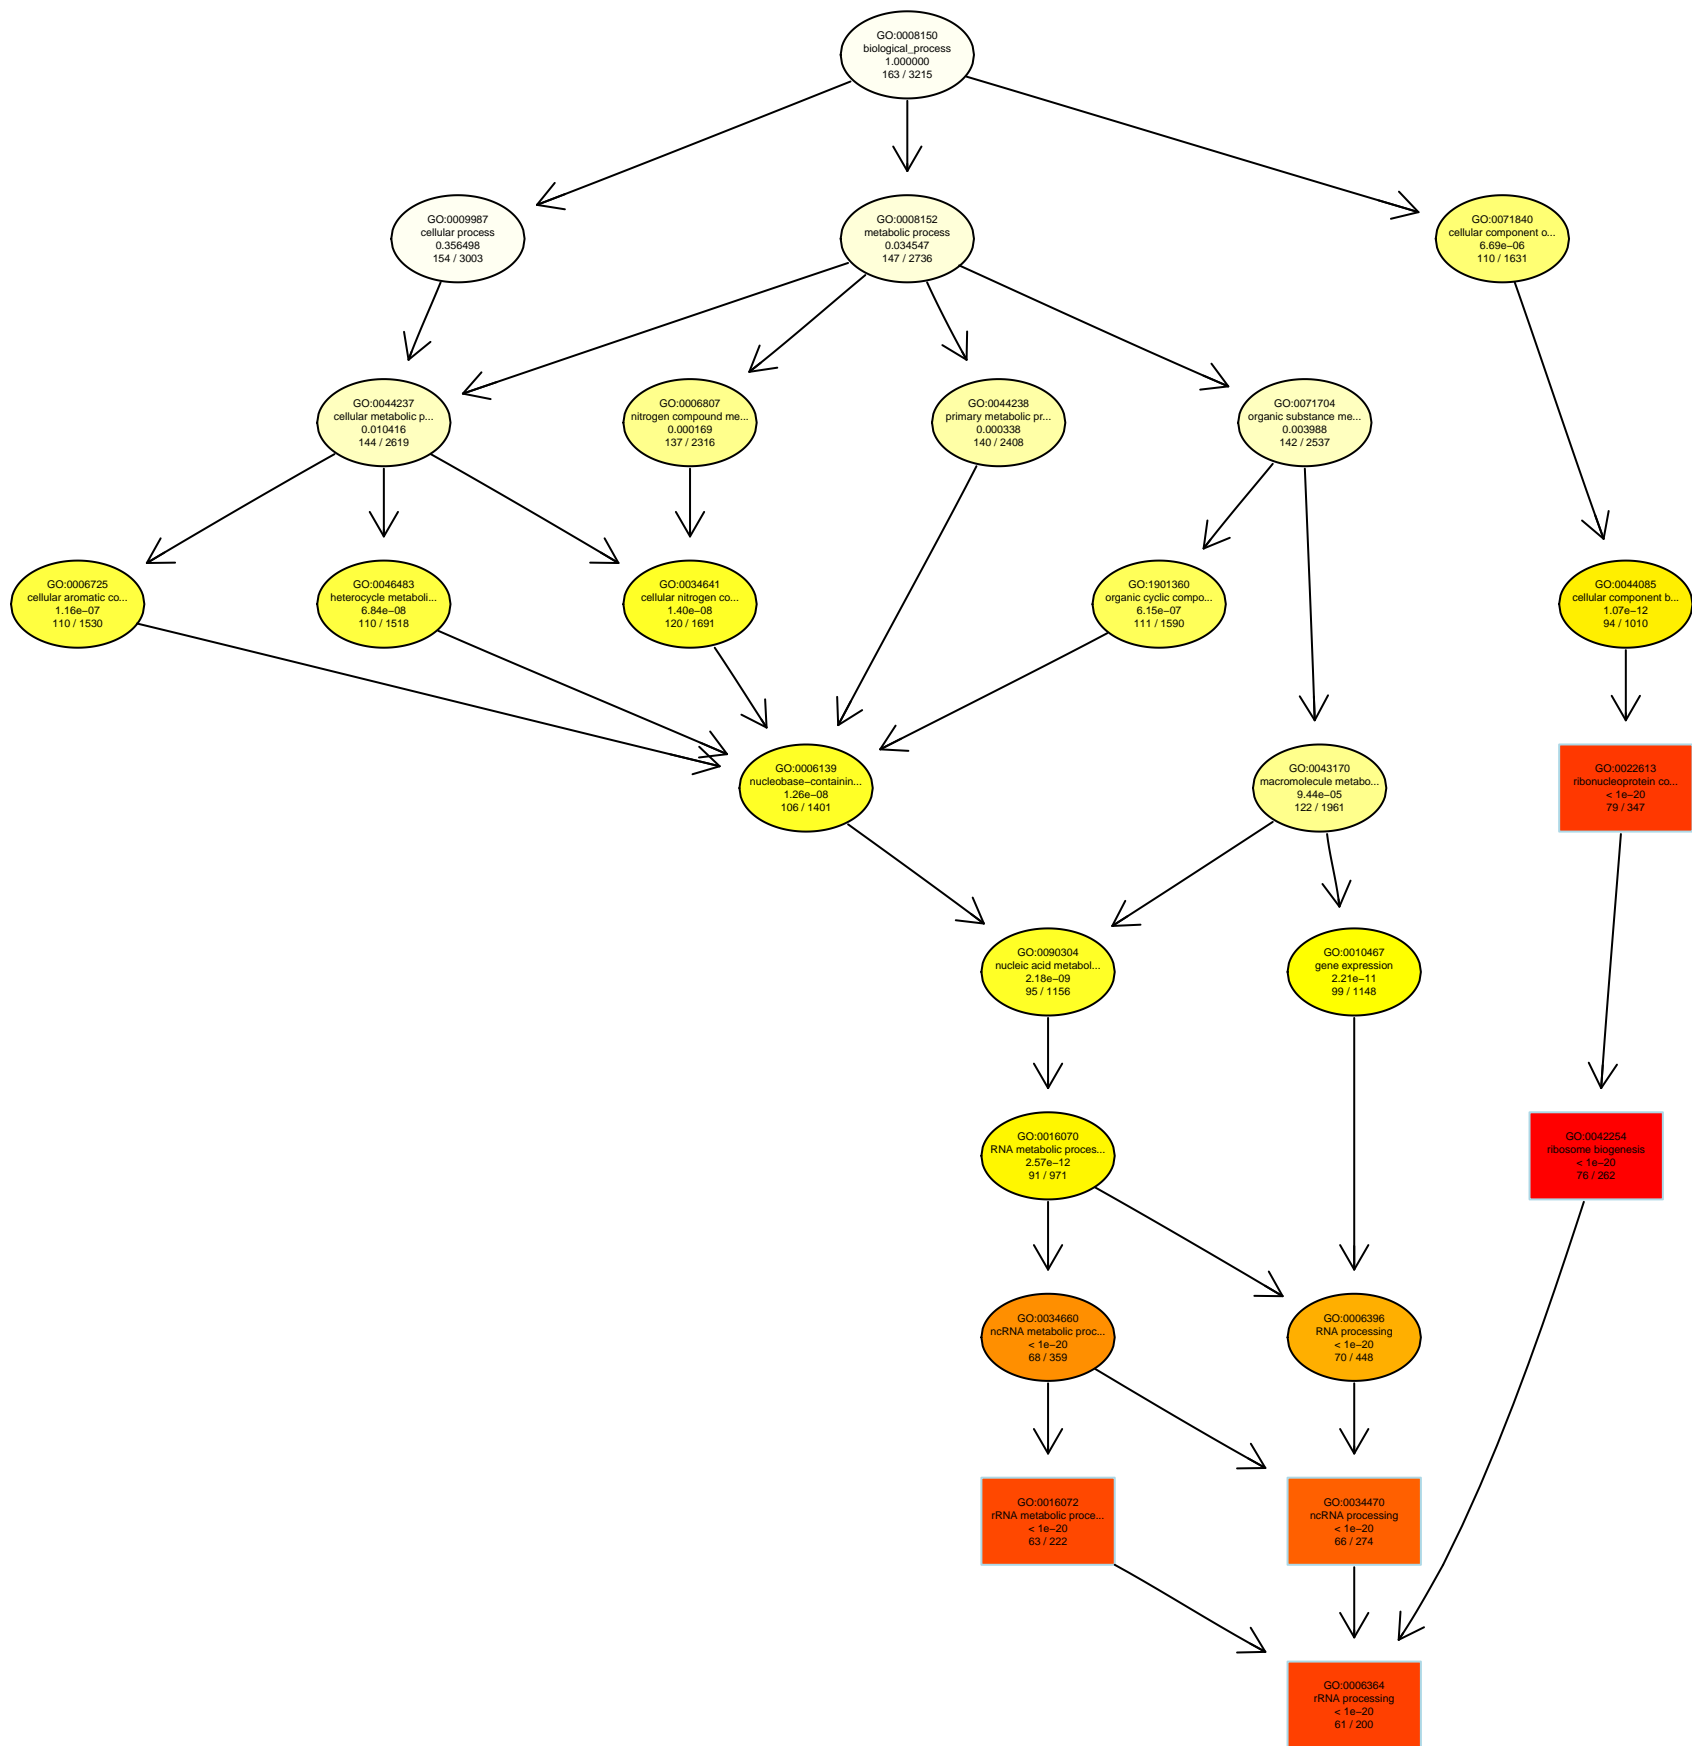 GO:0008150
biological_process
1.000000
163 / 3215
GO:0009987
cellular process
0.356498
154 / 3003
GO:0008152
metabolic process
0.034547
147 / 2736
GO:0071840
cellular component o...
6.69e−06
110 / 1631
GO:0044237
cellular metabolic p...
0.010416
144 / 2619
GO:0006807
nitrogen compound me...
0.000169
137 / 2316
GO:0044238
primary metabolic pr...
0.000338
140 / 2408
GO:0071704
organic substance me...
0.003988
142 / 2537
GO:0006725
cellular aromatic co...
1.16e−07
110 / 1530
GO:0046483
heterocycle metaboli...
6.84e−08
110 / 1518
GO:0034641
cellular nitrogen co...
1.40e−08
120 / 1691
GO:1901360
organic cyclic compo...
6.15e−07
111 / 1590
GO:0044085
cellular component b...
1.07e−12
94 / 1010
GO:0006139
nucleobase−containin...
1.26e−08
106 / 1401
GO:0043170
macromolecule metabo...
9.44e−05
122 / 1961
GO:0022613
ribonucleoprotein co...
< 1e−20
79 / 347
GO:0090304
nucleic acid metabol...
2.18e−09
95 / 1156
GO:0010467
gene expression
2.21e−11
99 / 1148
GO:0016070
RNA metabolic proces...
2.57e−12
91 / 971
GO:0042254
ribosome biogenesis
< 1e−20
76 / 262
GO:0034660
ncRNA metabolic proc...
< 1e−20
68 / 359
GO:0006396
RNA processing
< 1e−20
70 / 448
GO:0016072
rRNA metabolic proce...
< 1e−20
63 / 222
GO:0034470
ncRNA processing
< 1e−20
66 / 274
GO:0006364
rRNA processing
< 1e−20
61 / 200